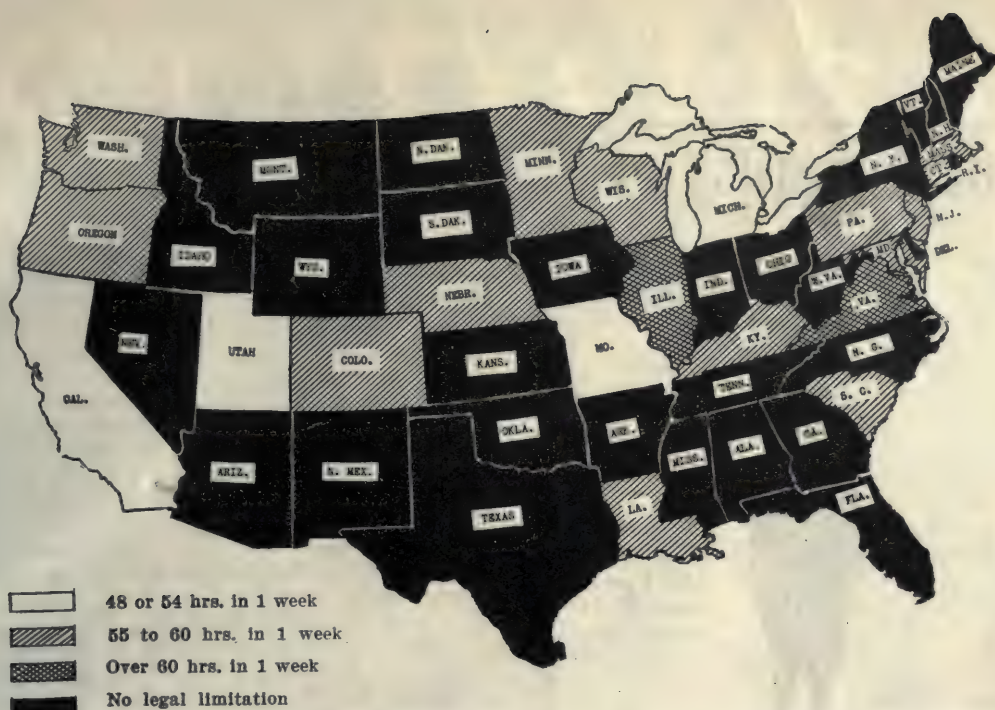 MAINE
VT.
N.H.
MASS.
R.I.
N. Y.
WASH.
MONT.
N.DAK.
MINN.
WIS.
MICH.
PA.
N.J.
OREGON
IDAHO
WYO.
S.DAK.
IOWA
ILL.
IND.
OHIO
W.VA.
MD.
DEL.
VA.
NEBR.
NEV.
UTAH
COLO.
KANS.
MO.
KY.
N. C.
CAL.
TENN.
S. C.
ARIZ.
N. MEX.
OKLA.
ARK.
MISS.
ALA.
GA.
TEXAS
LA.
FLA.
48 or 54 hrs. in 1 week
55 to 60 hrs. in 1 week
Over 60 hrs. in 1 week
No legal limitation